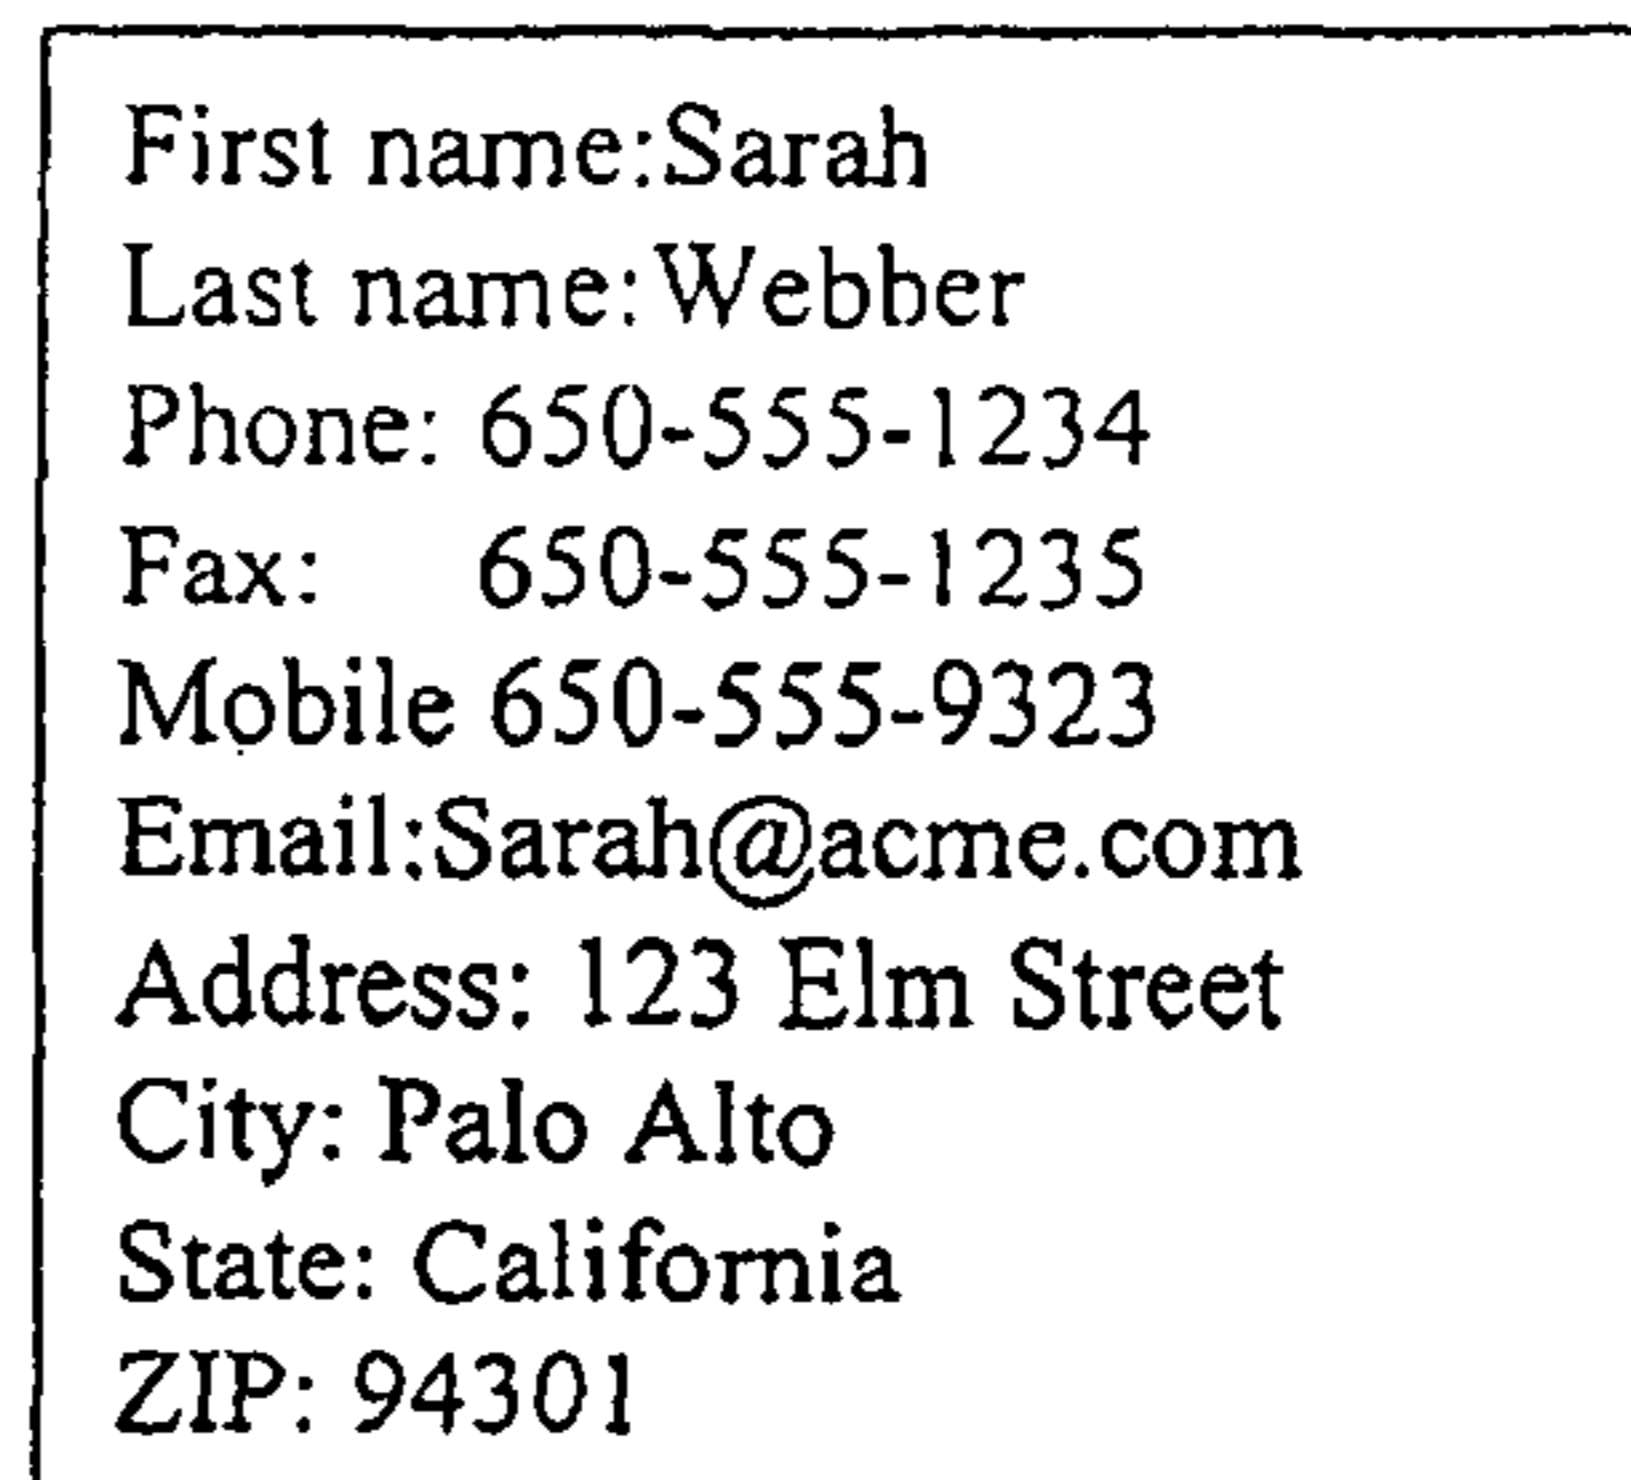 First name:Sarah
Last name:Webber
Phone: 650-555-1234
Fax: 650-555-1235
Mobile 650-555-9323
Email:Sarah@acme.com
Address: 123 Elm Street
City: Palo Alto
State: California
ZIP: 94301